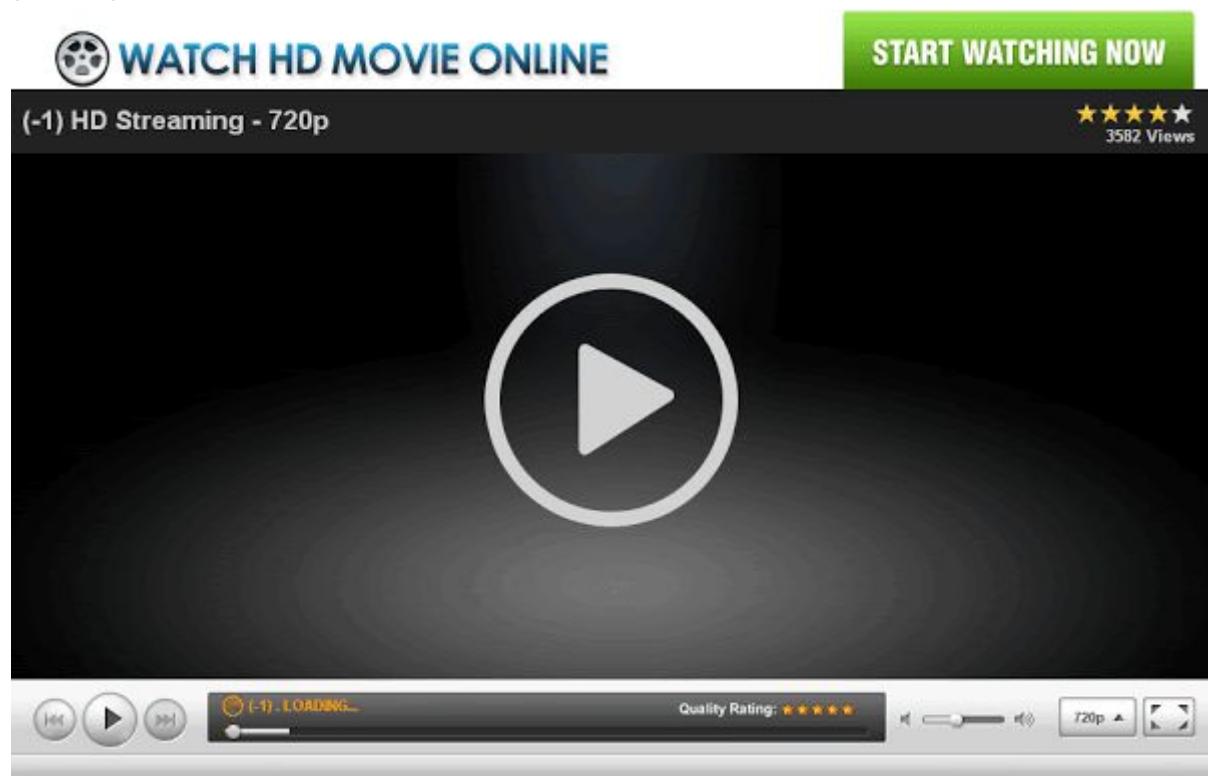 WATCH HD MOVIE ONLINE
START WATCHING NOW
(-1) HD Streaming - 720p
3582 Views
(-1) . LOADING...
Quality Rating:
720p